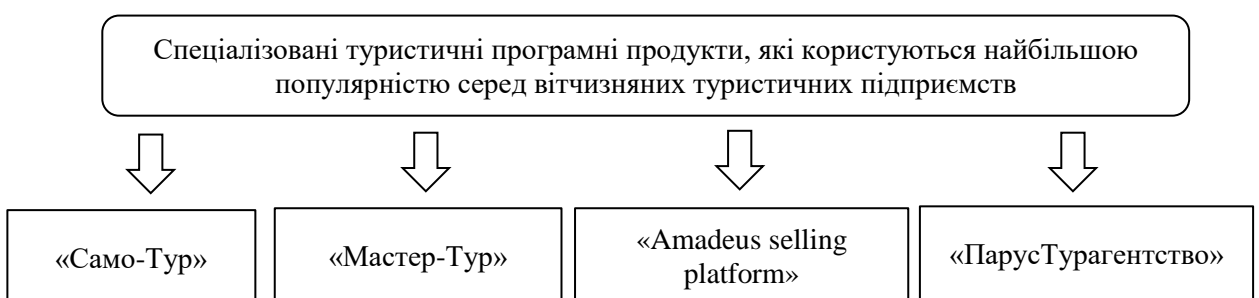 Спеціалізовані туристичні програмні продукти, які користуються найбільшою
популярністю серед вітчизняних туристичних підприємств
«Само-Тур»
«Мастер-Тур»
«Amadeus selling
platform»
«ПарусТурагентство»